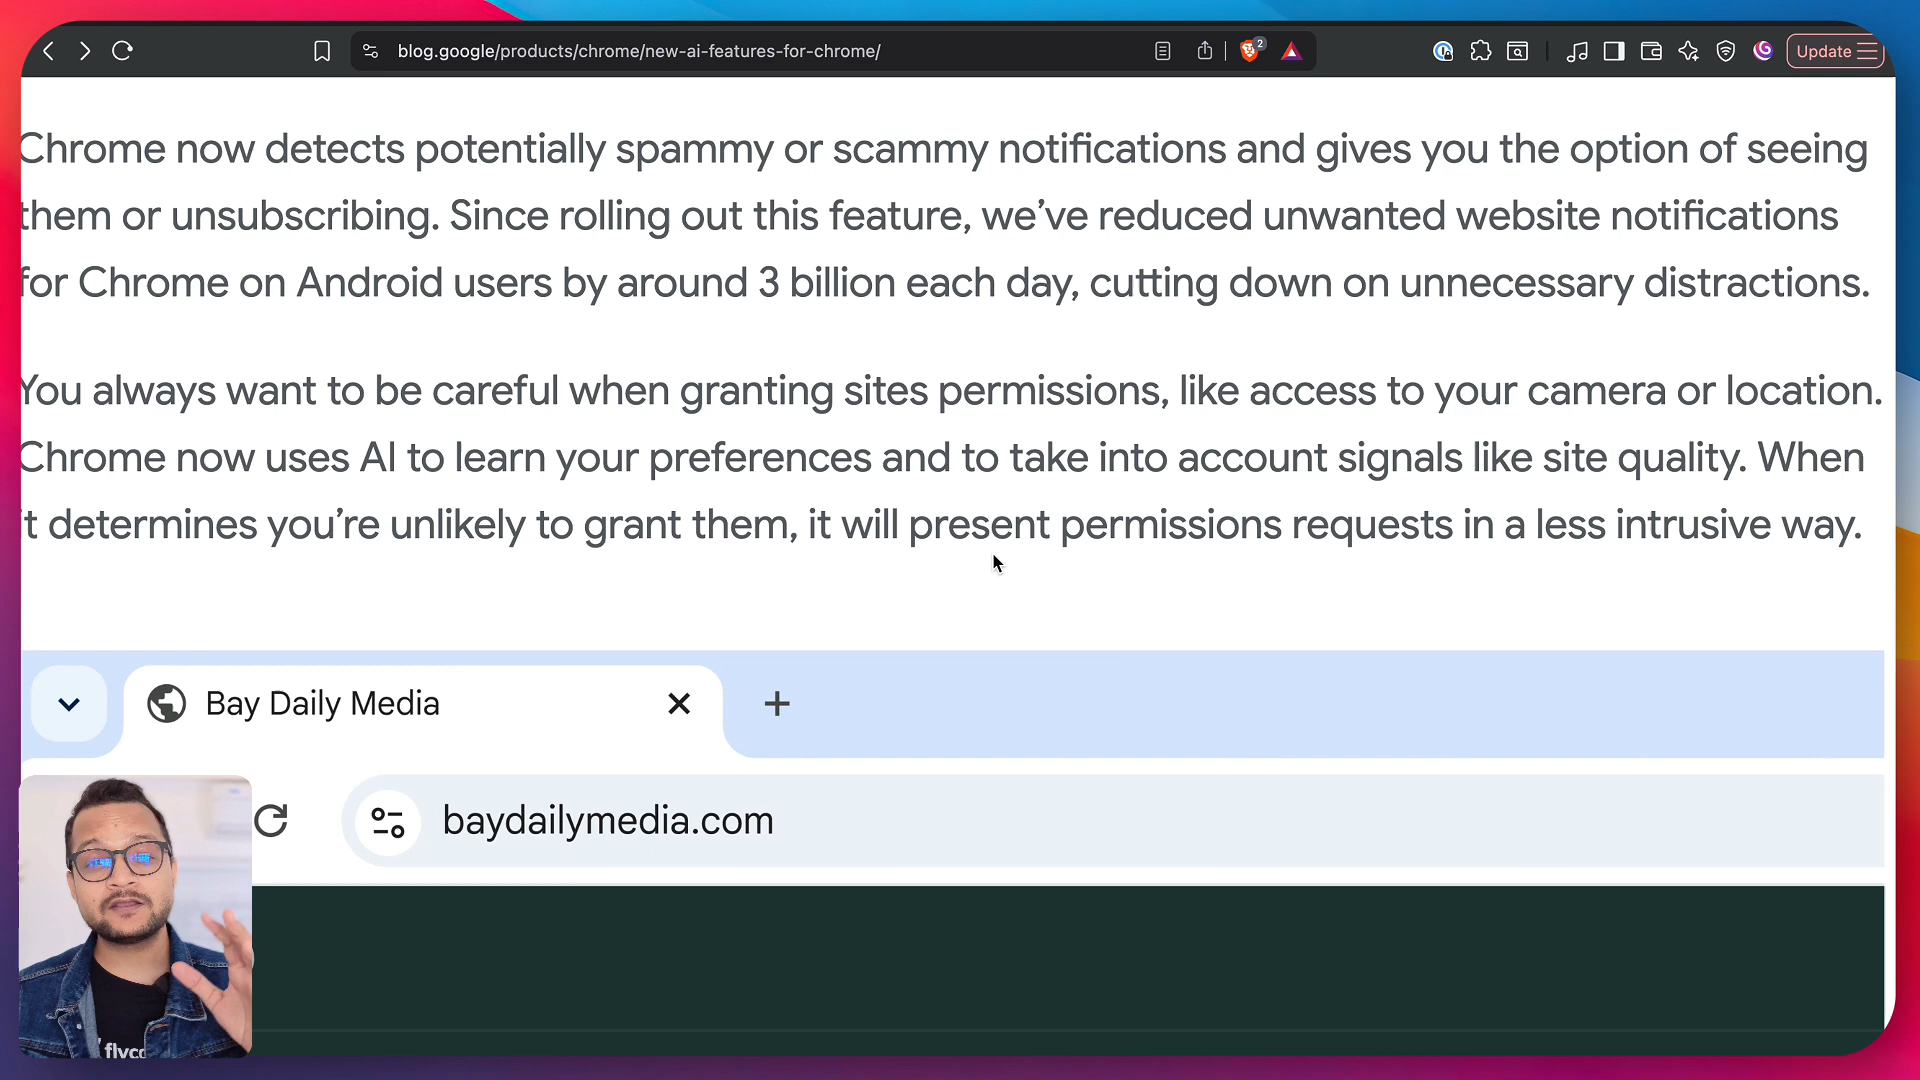 blog.google/products/chrome/new-ai-features-for-chrome/
2
Update
Chrome now detects potentially spammy or scammy notifications and gives you the option of seeing
them or unsubscribing. Since rolling out this feature, we’ve reduced unwanted website notifications
for Chrome on Android users by around 3 billion each day, cutting down on unnecessary distractions.
You always want to be careful when granting sites permissions, like access to your camera or location.
Chrome now uses AI to learn your preferences and to take into account signals like site quality. When
it determines you’re unlikely to grant them, it will present permissions requests in a less intrusive way.
Bay Daily Media
baydailymedia.com